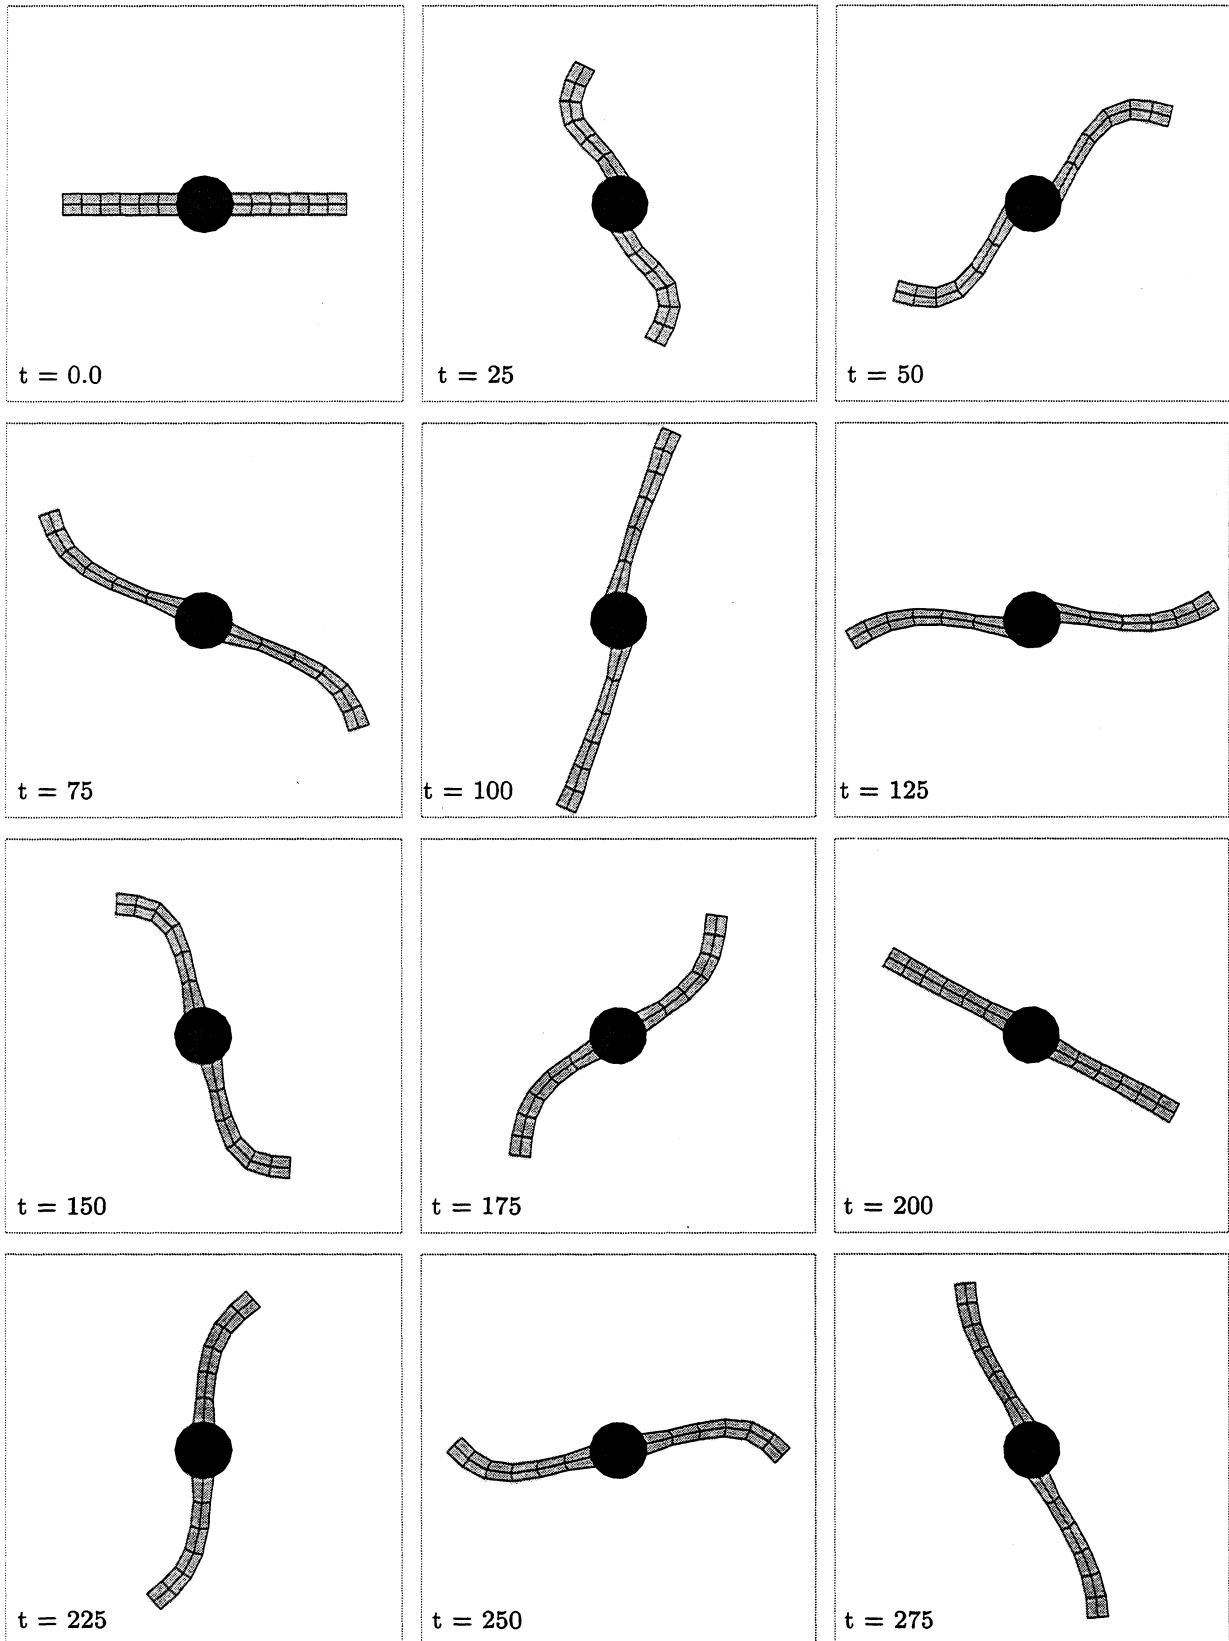 t = 0.0
t = 25
t = 50
t = 75
t = 100
t = 125
t = 150
t = 175
t = 200
t = 225
t = 250
t = 275